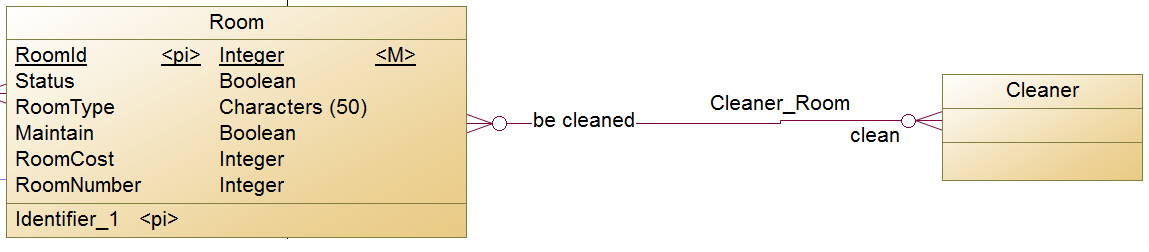 Room
RoomId <pi> Integer <M>
Status Boolean
RoomType Characters (50)
Maintain Boolean
RoomCost Integer
RoomNumber Integer
Identifier_1 <pi>
be cleaned
Cleaner_Room
clean
Cleaner